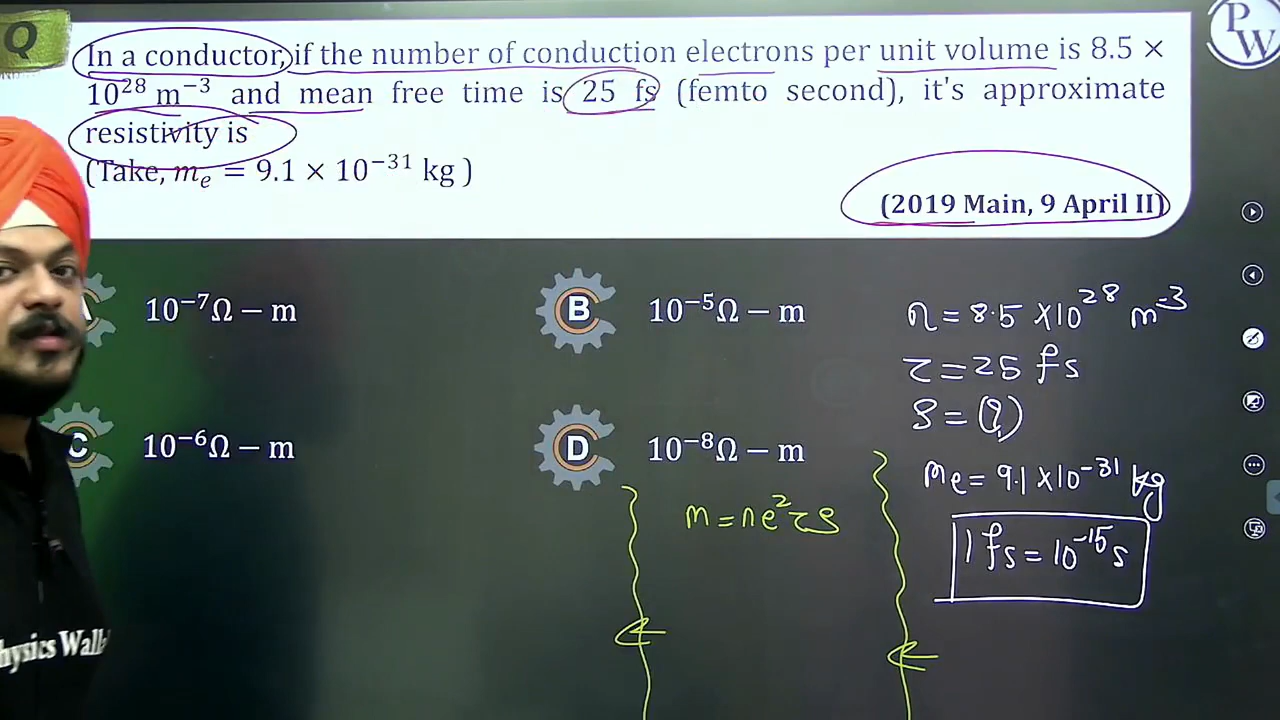 Q
In a conductor, if the number of conduction electrons per unit volume is 8.5 ×
10²⁸ m⁻³ and mean free time is 25 fs (femto second), it's approximate
resistivity is
(Take, mₑ = 9.1 × 10⁻³¹ kg )
(2019 Main, 9 April II)
PW
A 10⁻⁷Ω – m
B 10⁻⁵Ω – m
C 10⁻⁶Ω – m
D 10⁻⁸Ω – m
n = 8.5 ×10²⁸ m⁻³
τ = 25 fs
ρ = (?)
mₑ = 9.1 ×10⁻³¹ kg
1 fs = 10⁻¹⁵ s
m = ne²τρ
Physics Walla